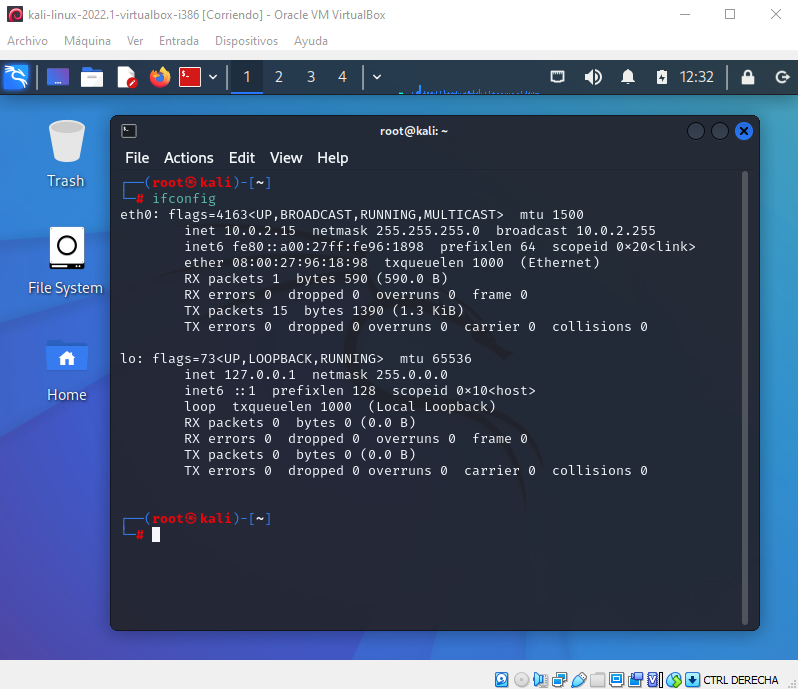 kali-linux-2022.1-virtualbox-i386 [Corriendo] - Oracle VM VirtualBox
Archivo Máquina Ver Entrada Dispositivos Ayuda
1 2 3 4 12:32
Trash
File System
Home
root@kali: ~
File Actions Edit View Help
┌──(root㉿kali)-[~]
└─# ifconfig
eth0: flags=4163<UP,BROADCAST,RUNNING,MULTICAST>  mtu 1500
        inet 10.0.2.15  netmask 255.255.255.0  broadcast 10.0.2.255
        inet6 fe80::a00:27ff:fe96:1898  prefixlen 64  scopeid 0×20<link>
        ether 08:00:27:96:18:98  txqueuelen 1000  (Ethernet)
        RX packets 1  bytes 590 (590.0 B)
        RX errors 0  dropped 0  overruns 0  frame 0
        TX packets 15  bytes 1390 (1.3 KiB)
        TX errors 0  dropped 0 overruns 0  carrier 0  collisions 0
lo: flags=73<UP,LOOPBACK,RUNNING>  mtu 65536
        inet 127.0.0.1  netmask 255.0.0.0
        inet6 ::1  prefixlen 128  scopeid 0×10<host>
        loop  txqueuelen 1000  (Local Loopback)
        RX packets 0  bytes 0 (0.0 B)
        RX errors 0  dropped 0  overruns 0  frame 0
        TX packets 0  bytes 0 (0.0 B)
        TX errors 0  dropped 0 overruns 0  carrier 0  collisions 0
┌──(root㉿kali)-[~]
└─#
CTRL DERECHA